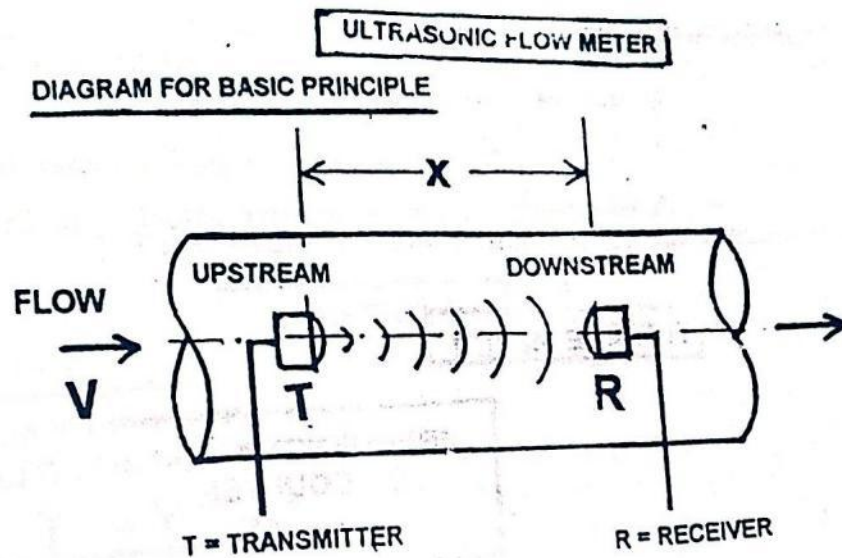 ULTRASONIC FLOW METER
DIAGRAM FOR BASIC PRINCIPLE
X
UPSTREAM
DOWNSTREAM
FLOW
V
T
R
T = TRANSMITTER
R = RECEIVER